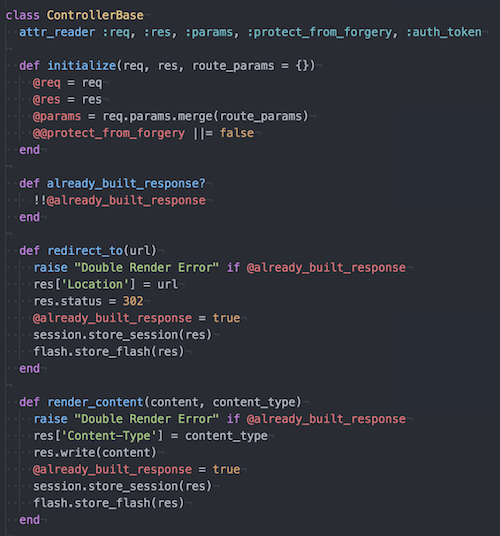 class ControllerBase
  attr_reader :req, :res, :params, :protect_from_forgery, :auth_token

  def initialize(req, res, route_params = {})
    @req = req
    @res = res
    @params = req.params.merge(route_params)
    @@protect_from_forgery ||= false
  end

  def already_built_response?
    !!@already_built_response
  end

  def redirect_to(url)
    raise "Double Render Error" if @already_built_response
    res['Location'] = url
    res.status = 302
    @already_built_response = true
    session.store_session(res)
    flash.store_flash(res)
  end

  def render_content(content, content_type)
    raise "Double Render Error" if @already_built_response
    res['Content-Type'] = content_type
    res.write(content)
    @already_built_response = true
    session.store_session(res)
    flash.store_flash(res)
  end